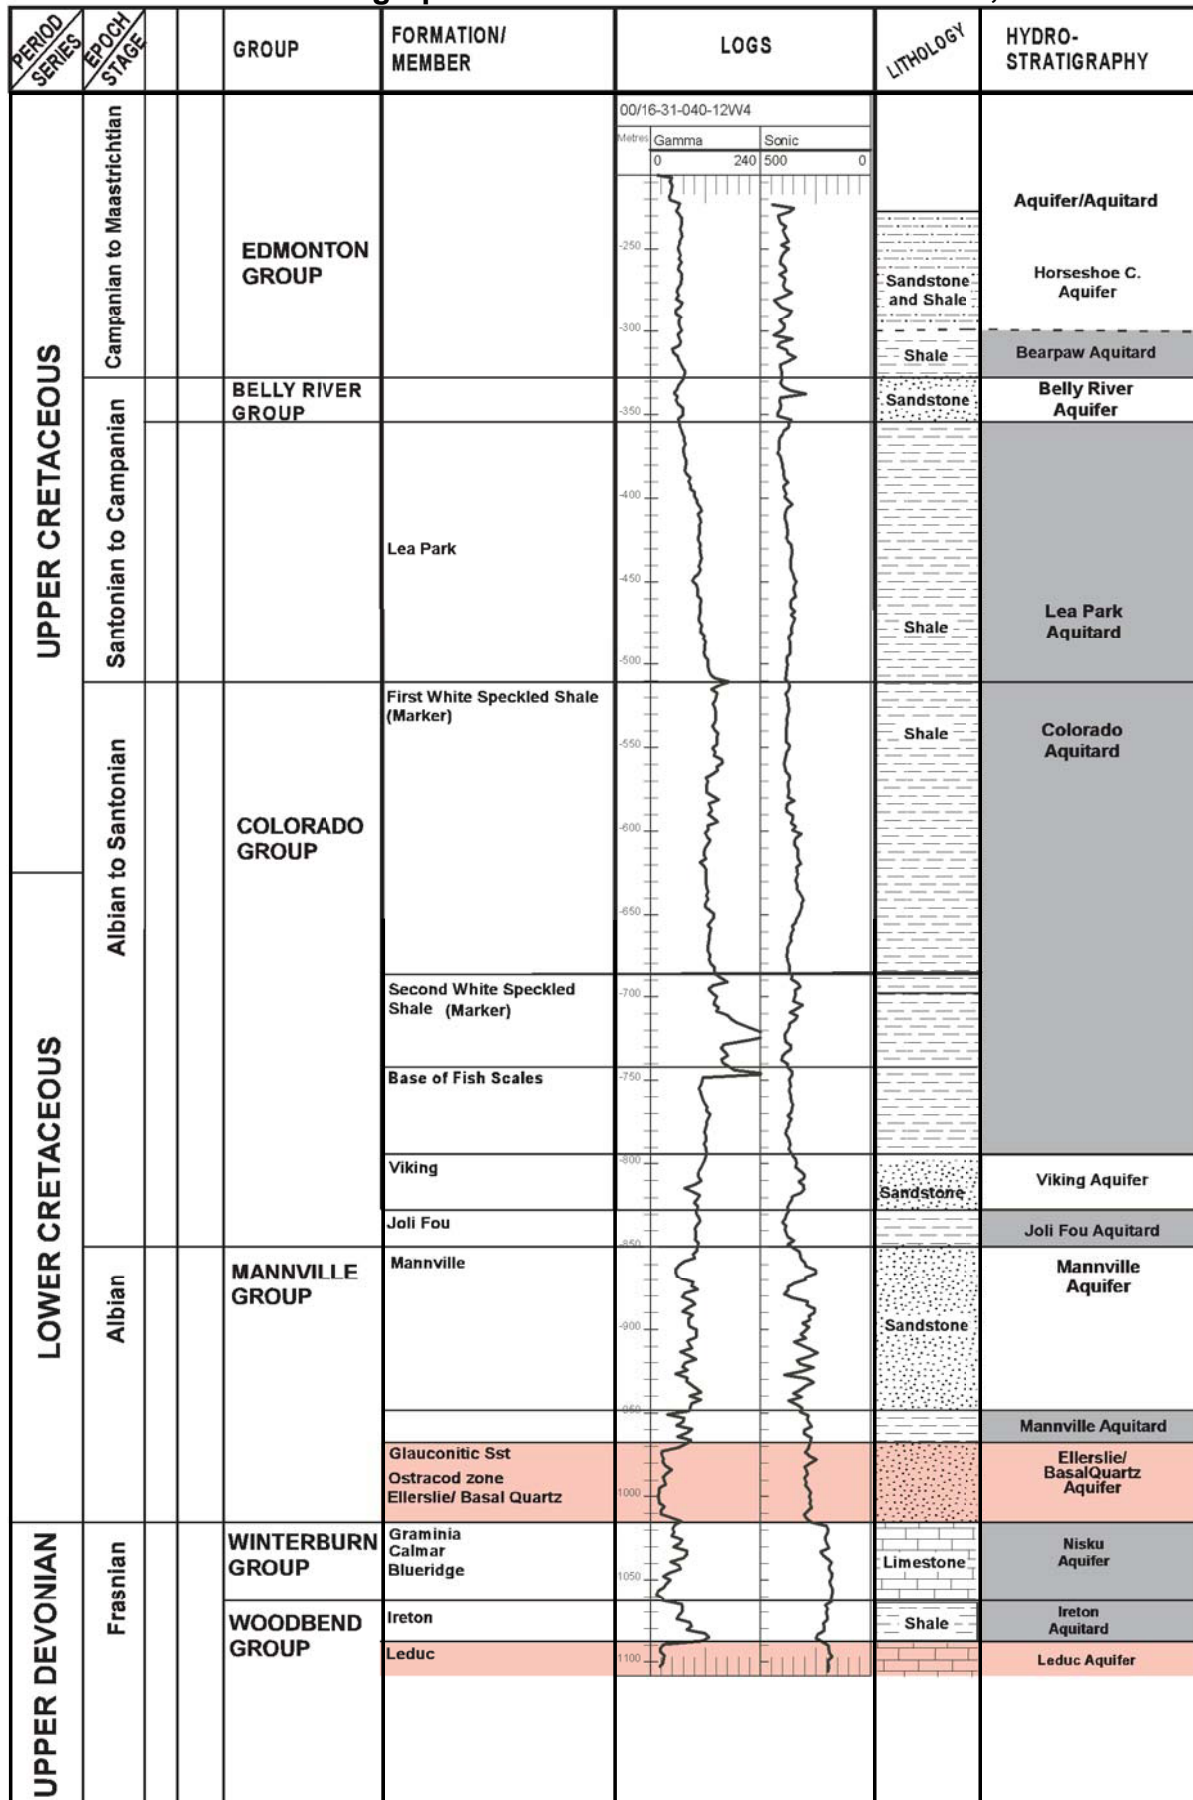 PERIOD
SERIES
EPOCH
STAGE
GROUP
FORMATION/
MEMBER
LOGS
LITHOLOGY
HYDRO-
STRATIGRAPHY
00/16-31-040-12W4
Metres
Gamma
Sonic
0
240
500
0
UPPER CRETACEOUS
LOWER CRETACEOUS
UPPER DEVONIAN
Campanian to Maastrichtian
Santonian to Campanian
Albian to Santonian
Albian
Frasnian
EDMONTON
GROUP
BELLY RIVER
GROUP
COLORADO
GROUP
MANNVILLE
GROUP
WINTERBURN
GROUP
WOODBEND
GROUP
Lea Park
First White Speckled Shale
(Marker)
Second White Speckled
Shale (Marker)
Base of Fish Scales
Viking
Joli Fou
Mannville
Glauconitic Sst
Ostracod zone
Ellerslie/ Basal Quartz
Graminia
Calmar
Blueridge
Ireton
Leduc
-250
-300
-350
-400
-450
-500
-550
-600
-650
-700
-750
-800
-850
-900
-950
1000
1050
1100
Sandstone
and Shale
Shale
Sandstone
Shale
Shale
Sandstone
Sandstone
Limestone
Shale
Aquifer/Aquitard
Horseshoe C.
Aquifer
Bearpaw Aquitard
Belly River
Aquifer
Lea Park
Aquitard
Colorado
Aquitard
Viking Aquifer
Joli Fou Aquitard
Mannville
Aquifer
Mannville Aquitard
Ellerslie/
BasalQuartz
Aquifer
Nisku
Aquifer
Ireton
Aquitard
Leduc Aquifer